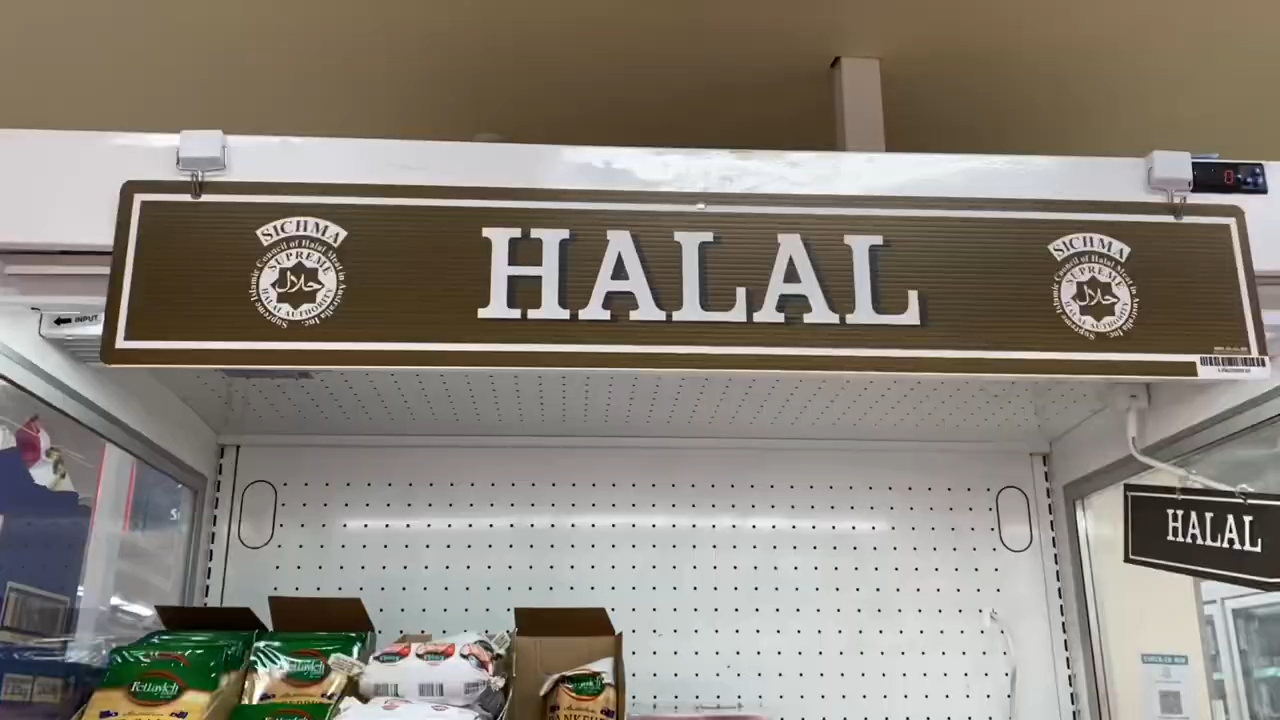 SICHMA
Supreme Islamic Council of Halal Meat in Australia Inc.
SUPREME
حلال
HALAL AUTHORITY
HALAL
SICHMA
Supreme Islamic Council of Halal Meat in Australia Inc.
SUPREME
حلال
HALAL AUTHORITY
0
INPUT
HALAL